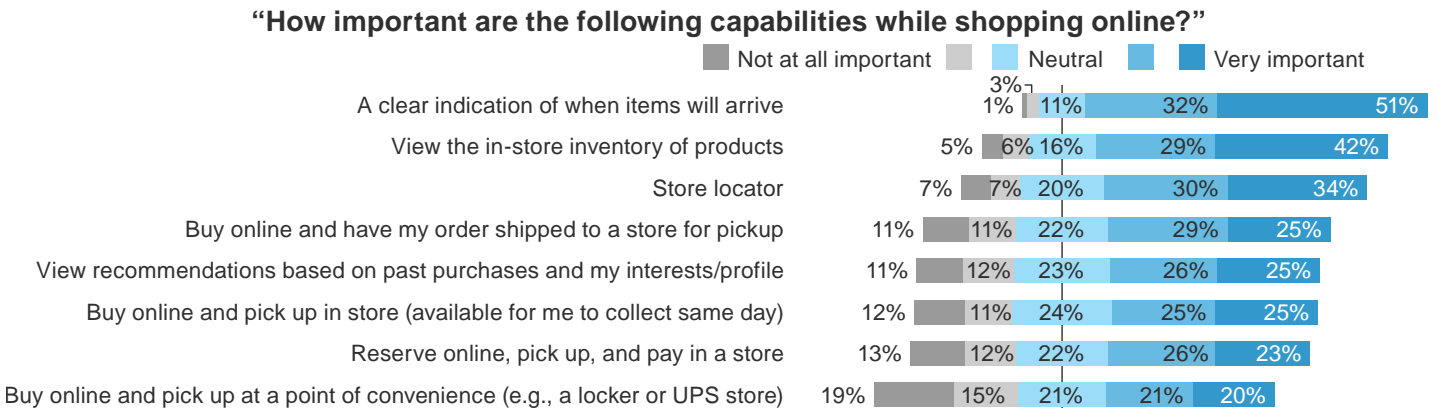 “How important are the following capabilities while shopping online?”
Not at all important Neutral Very important
3%
A clear indication of when items will arrive 1% 11% 32% 51%
View the in-store inventory of products 5% 6% 16% 29% 42%
Store locator 7% 7% 20% 30% 34%
Buy online and have my order shipped to a store for pickup 11% 11% 22% 29% 25%
View recommendations based on past purchases and my interests/profile 11% 12% 23% 26% 25%
Buy online and pick up in store (available for me to collect same day) 12% 11% 24% 25% 25%
Reserve online, pick up, and pay in a store 13% 12% 22% 26% 23%
Buy online and pick up at a point of convenience (e.g., a locker or UPS store) 19% 15% 21% 21% 20%